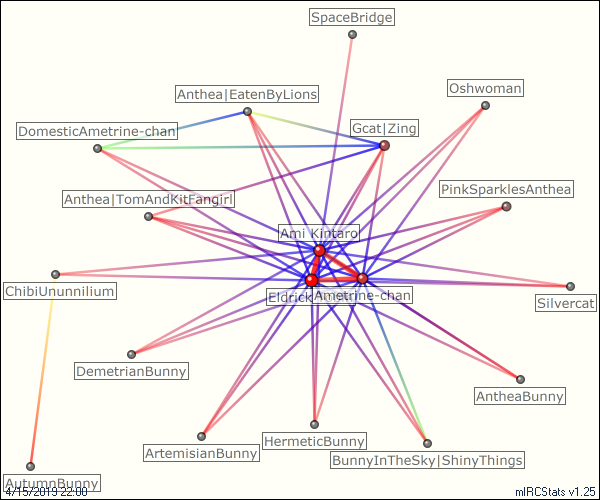 SpaceBridge
Oshwoman
Anthea|EatenByLions
Gcat|Zing
DomesticAmetrine-chan
PinkSparklesAnthea
Anthea|TomAndKitFangirl
Ami Kintaro
ChibiUnunnilium
Eldrick
Ametrine-chan
Silvercat
DemetrianBunny
AntheaBunny
HermeticBunny
ArtemisianBunny
BunnyInTheSky|ShinyThings
AutumnBunny
4/15/2019 22:00
mIRCStats v1.25